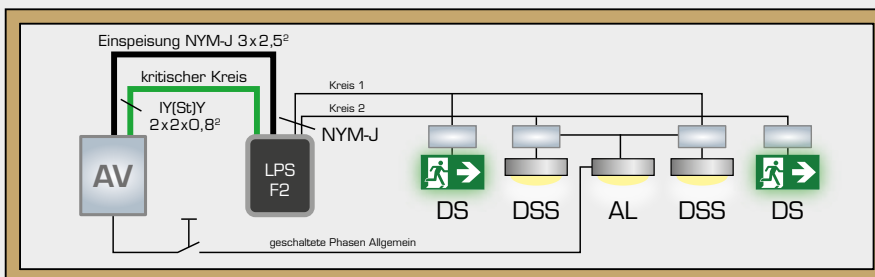 Einspeisung NYM-J 3x2,5²
kritischer Kreis
IY(St)Y
2x2x0,8²
NYM-J
Kreis 1
Kreis 2
AV
LPS
F2
DS
DSS
AL
DSS
DS
geschaltete Phasen Allgemein